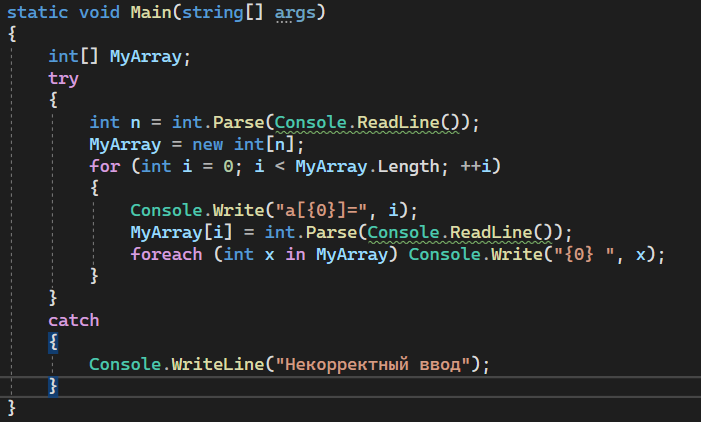 static void Main(string[] args)
{
    int[] MyArray;
    try
    {
        int n = int.Parse(Console.ReadLine());
        MyArray = new int[n];
        for (int i = 0; i < MyArray.Length; ++i)
        {
            Console.Write("a[{0}]=", i);
            MyArray[i] = int.Parse(Console.ReadLine());
            foreach (int x in MyArray) Console.Write("{0} ", x);
        }
    }
    catch
    {
        Console.WriteLine("Некорректный ввод");
    }
}